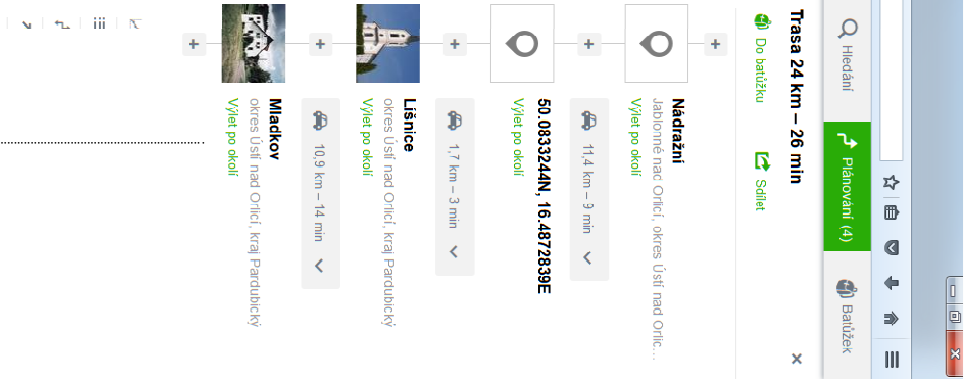 Hledání
Plánování (4)
Batůžek
Trasa 24 km – 26 min
Do batůžku
Sdílet
Nádražní
Jablonné nad Orlicí, okres Ústí nad Orlic...
Výlet po okolí
11,4 km – 9 min
50.0833244N, 16.4872839E
Výlet po okolí
1,7 km – 3 min
Líšnice
okres Ústí nad Orlicí, kraj Pardubický
Výlet po okolí
10,9 km – 14 min
Mladkov
okres Ústí nad Orlicí, kraj Pardubický
Výlet po okolí